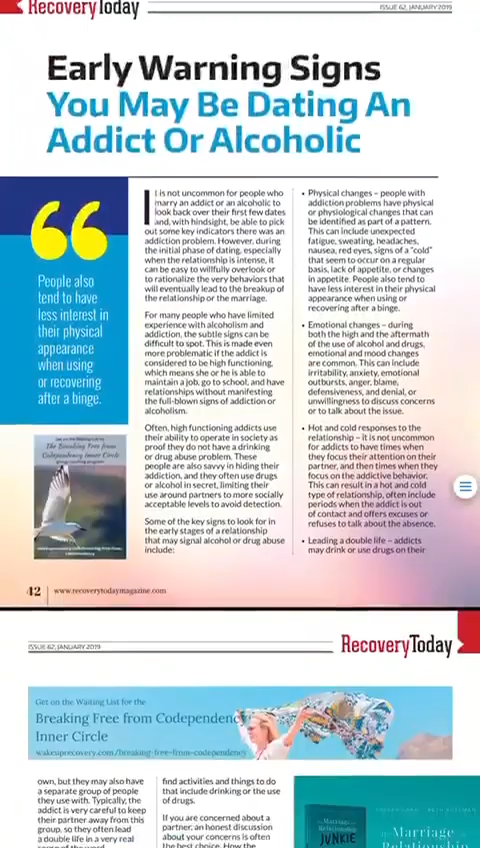 RecoveryToday
ISSUE 62, JANUARY 2019
Early Warning Signs
You May Be Dating An
Addict Or Alcoholic
People also
tend to have
less interest in
their physical
appearance
when using
or recovering
after a binge.
The Breaking Free from
Codependency Inner Circle
It is not uncommon for people who
marry an addict or an alcoholic to
look back over their first few dates
and, with hindsight, be able to pick
out some key indicators there was an
addiction problem. However, during
the initial phase of dating, especially
when the relationship is intense, it
can be easy to willfully overlook or
to rationalize the very behaviors that
will eventually lead to the breakup of
the relationship or the marriage.
For many people who have limited
experience with alcoholism and
addiction, the subtle signs can be
difficult to spot. This is made even
more problematic if the addict is
considered to be high functioning,
which means she or he is able to
maintain a job, go to school, and have
relationships without manifesting
the full-blown signs of addiction or
alcoholism.
Often, high functioning addicts use
their ability to operate in society as
proof they do not have a drinking
or drug abuse problem. These
people are also savvy in hiding their
addiction, and they often use drugs
or alcohol in secret, limiting their
use around partners to more socially
acceptable levels to avoid detection.
Some of the key signs to look for in
the early stages of a relationship
that may signal alcohol or drug abuse
include:
• Physical changes – people with
addiction problems have physical
or physiological changes that can
be identified as part of a pattern.
This can include unexpected
fatigue, sweating, headaches,
nausea, red eyes, signs of a "cold"
that seem to occur on a regular
basis, lack of appetite, or changes
in appetite. People also tend to
have less interest in their physical
appearance when using or
recovering after a binge.
• Emotional changes – during
both the high and the aftermath
of the use of alcohol and drugs,
emotional and mood changes
are common. This can include
irritability, anxiety, emotional
outbursts, anger, blame,
defensiveness, and denial, or
unwillingness to discuss concerns
or to talk about the issue.
• Hot and cold responses to the
relationship – it is not uncommon
for addicts to have times when
they focus their attention on their
partner, and then times when they
focus on the addictive behavior.
This can result in a hot and cold
type of relationship, often include
periods when the addict is out
of contact and offers excuses or
refuses to talk about the absence.
• Leading a double life – addicts
may drink or use drugs on their
42 www.recoverytodaymagazine.com
ISSUE 62, JANUARY 2019
RecoveryToday
Get on the Waiting List for the
Breaking Free from Codependency
Inner Circle
wakeuprecovery.com/breaking-free-from-codependency
own, but they may also have
a separate group of people
they use with. Typically, the
addict is very careful to keep
their partner away from this
group, so they often lead
a double life in a very real
find activities and things to do
that include drinking or the use
of drugs.
If you are concerned about a
partner, an honest discussion
about your concerns is often
the best choice. How the
Marriage
JUNKIE
Marriage